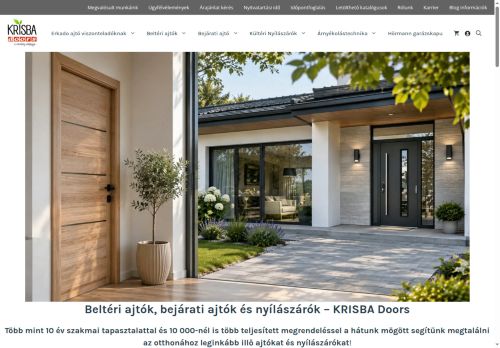 Megvalósult munkáink Ügyfélvélemények Árajánlat kérés Nyitvatartási idő Időpontfoglalás Letölthető katalógusok Rólunk Karrier Blog információk
KRISBA
doors
Erkado ajtó viszonteladóknak Beltéri ajtók Bejárati ajtó Kültéri Nyílászárók Árnyékolástechnika Hörmann garázskapu
Beltéri ajtók, bejárati ajtók és nyílászárók – KRISBA Doors
Több mint 10 év szakmai tapasztalattal és 10 000-nél is több teljesített megrendeléssel a hátunk mögött segítünk megtalálni
az otthonához leginkább illő ajtókat és nyílászárókat!